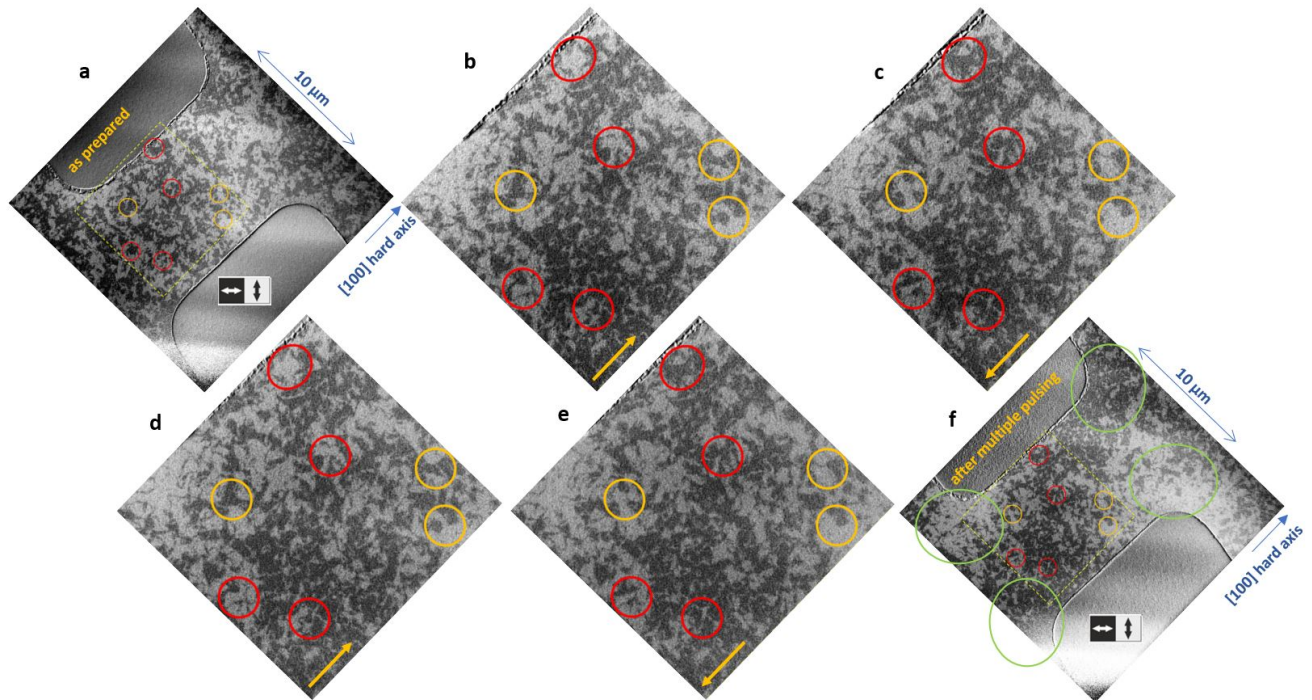 a
as prepared
10 µm
[100] hard axis
b
c
d
e
f
after multiple pulsing
10 µm
[100] hard axis